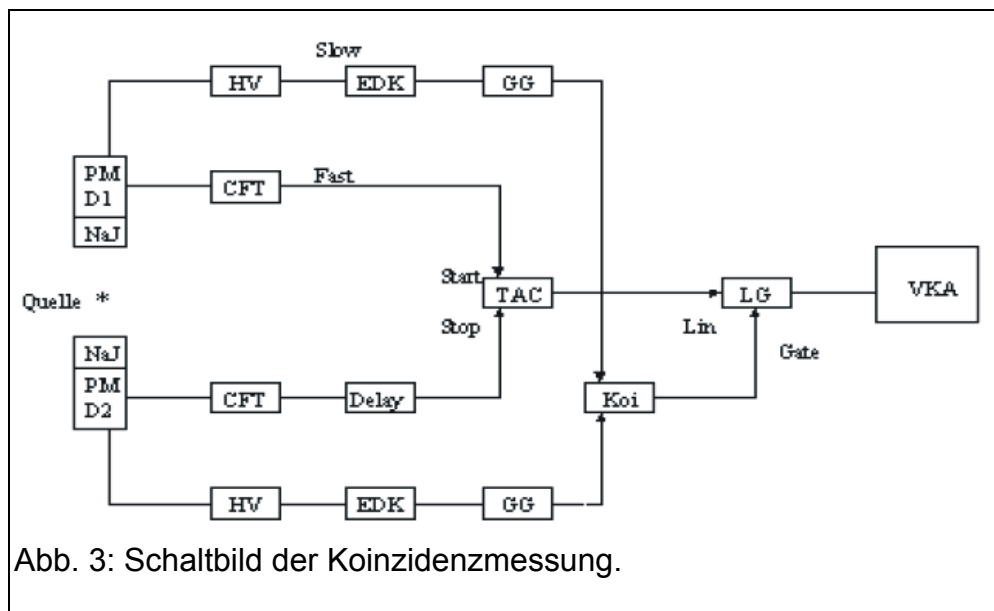 Slow
HV EDK GG
PM
D1
NaJ
CFT Fast
Start
TAC
Stop
Quelle *
LG
Lin
Gate
VKA
NaJ
PM
D2
CFT Delay
Koi
HV EDK GG
Abb. 3: Schaltbild der Koinzidenzmessung.